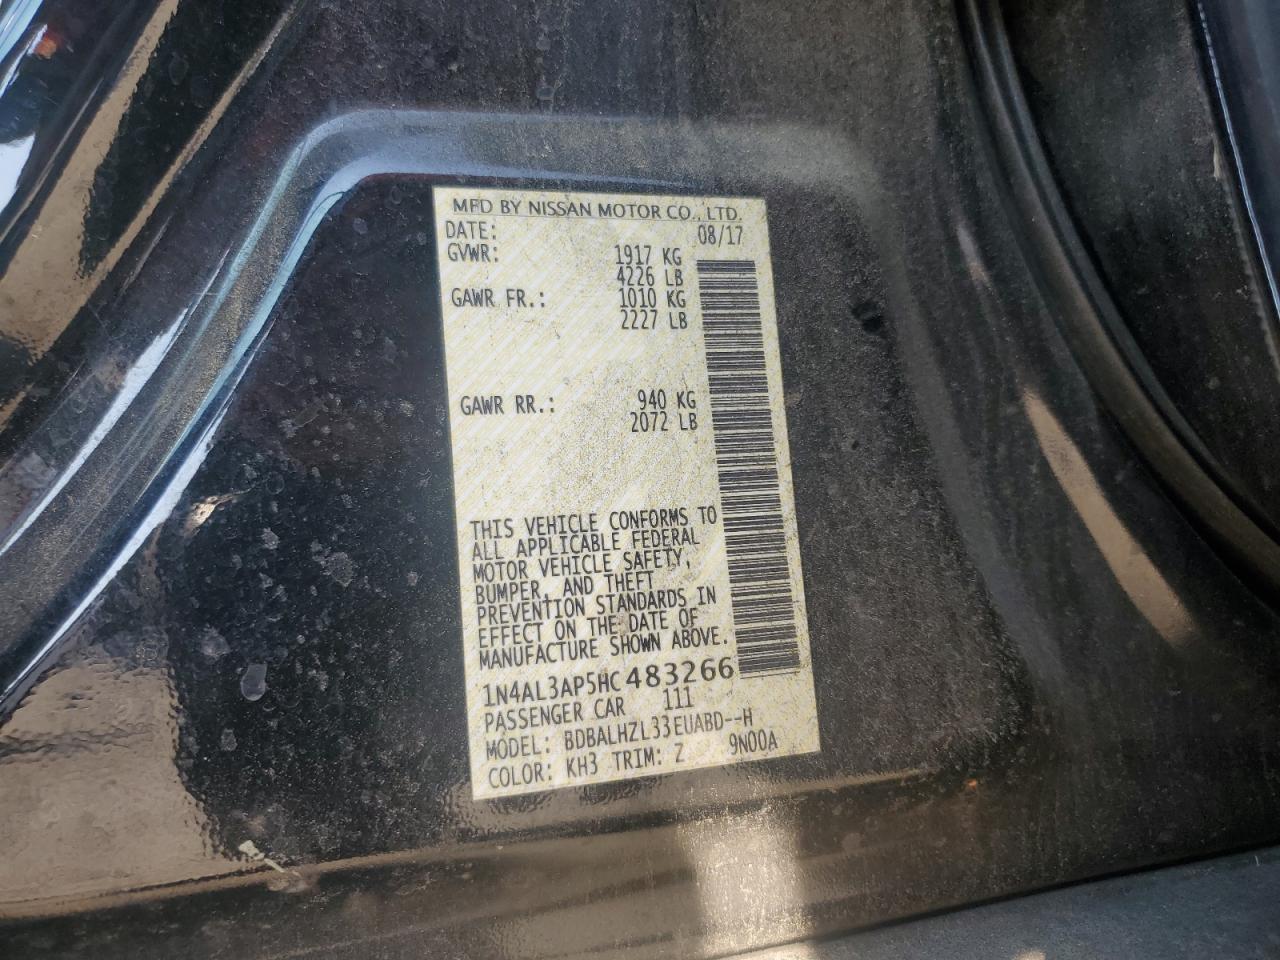 MFD BY NISSAN MOTOR CO., LTD.
DATE: 08/17
GVWR: 1917 KG
4226 LB
GAWR FR.: 1010 KG
2227 LB
GAWR RR.: 940 KG
2072 LB
THIS VEHICLE CONFORMS TO
ALL APPLICABLE FEDERAL
MOTOR VEHICLE SAFETY,
BUMPER, AND THEFT
PREVENTION STANDARDS IN
EFFECT ON THE DATE OF
MANUFACTURE SHOWN ABOVE.
1N4AL3AP5HC483266
PASSENGER CAR 111
MODEL: BDBALHZL33EUABD--H
COLOR: KH3 TRIM: Z 9N00A